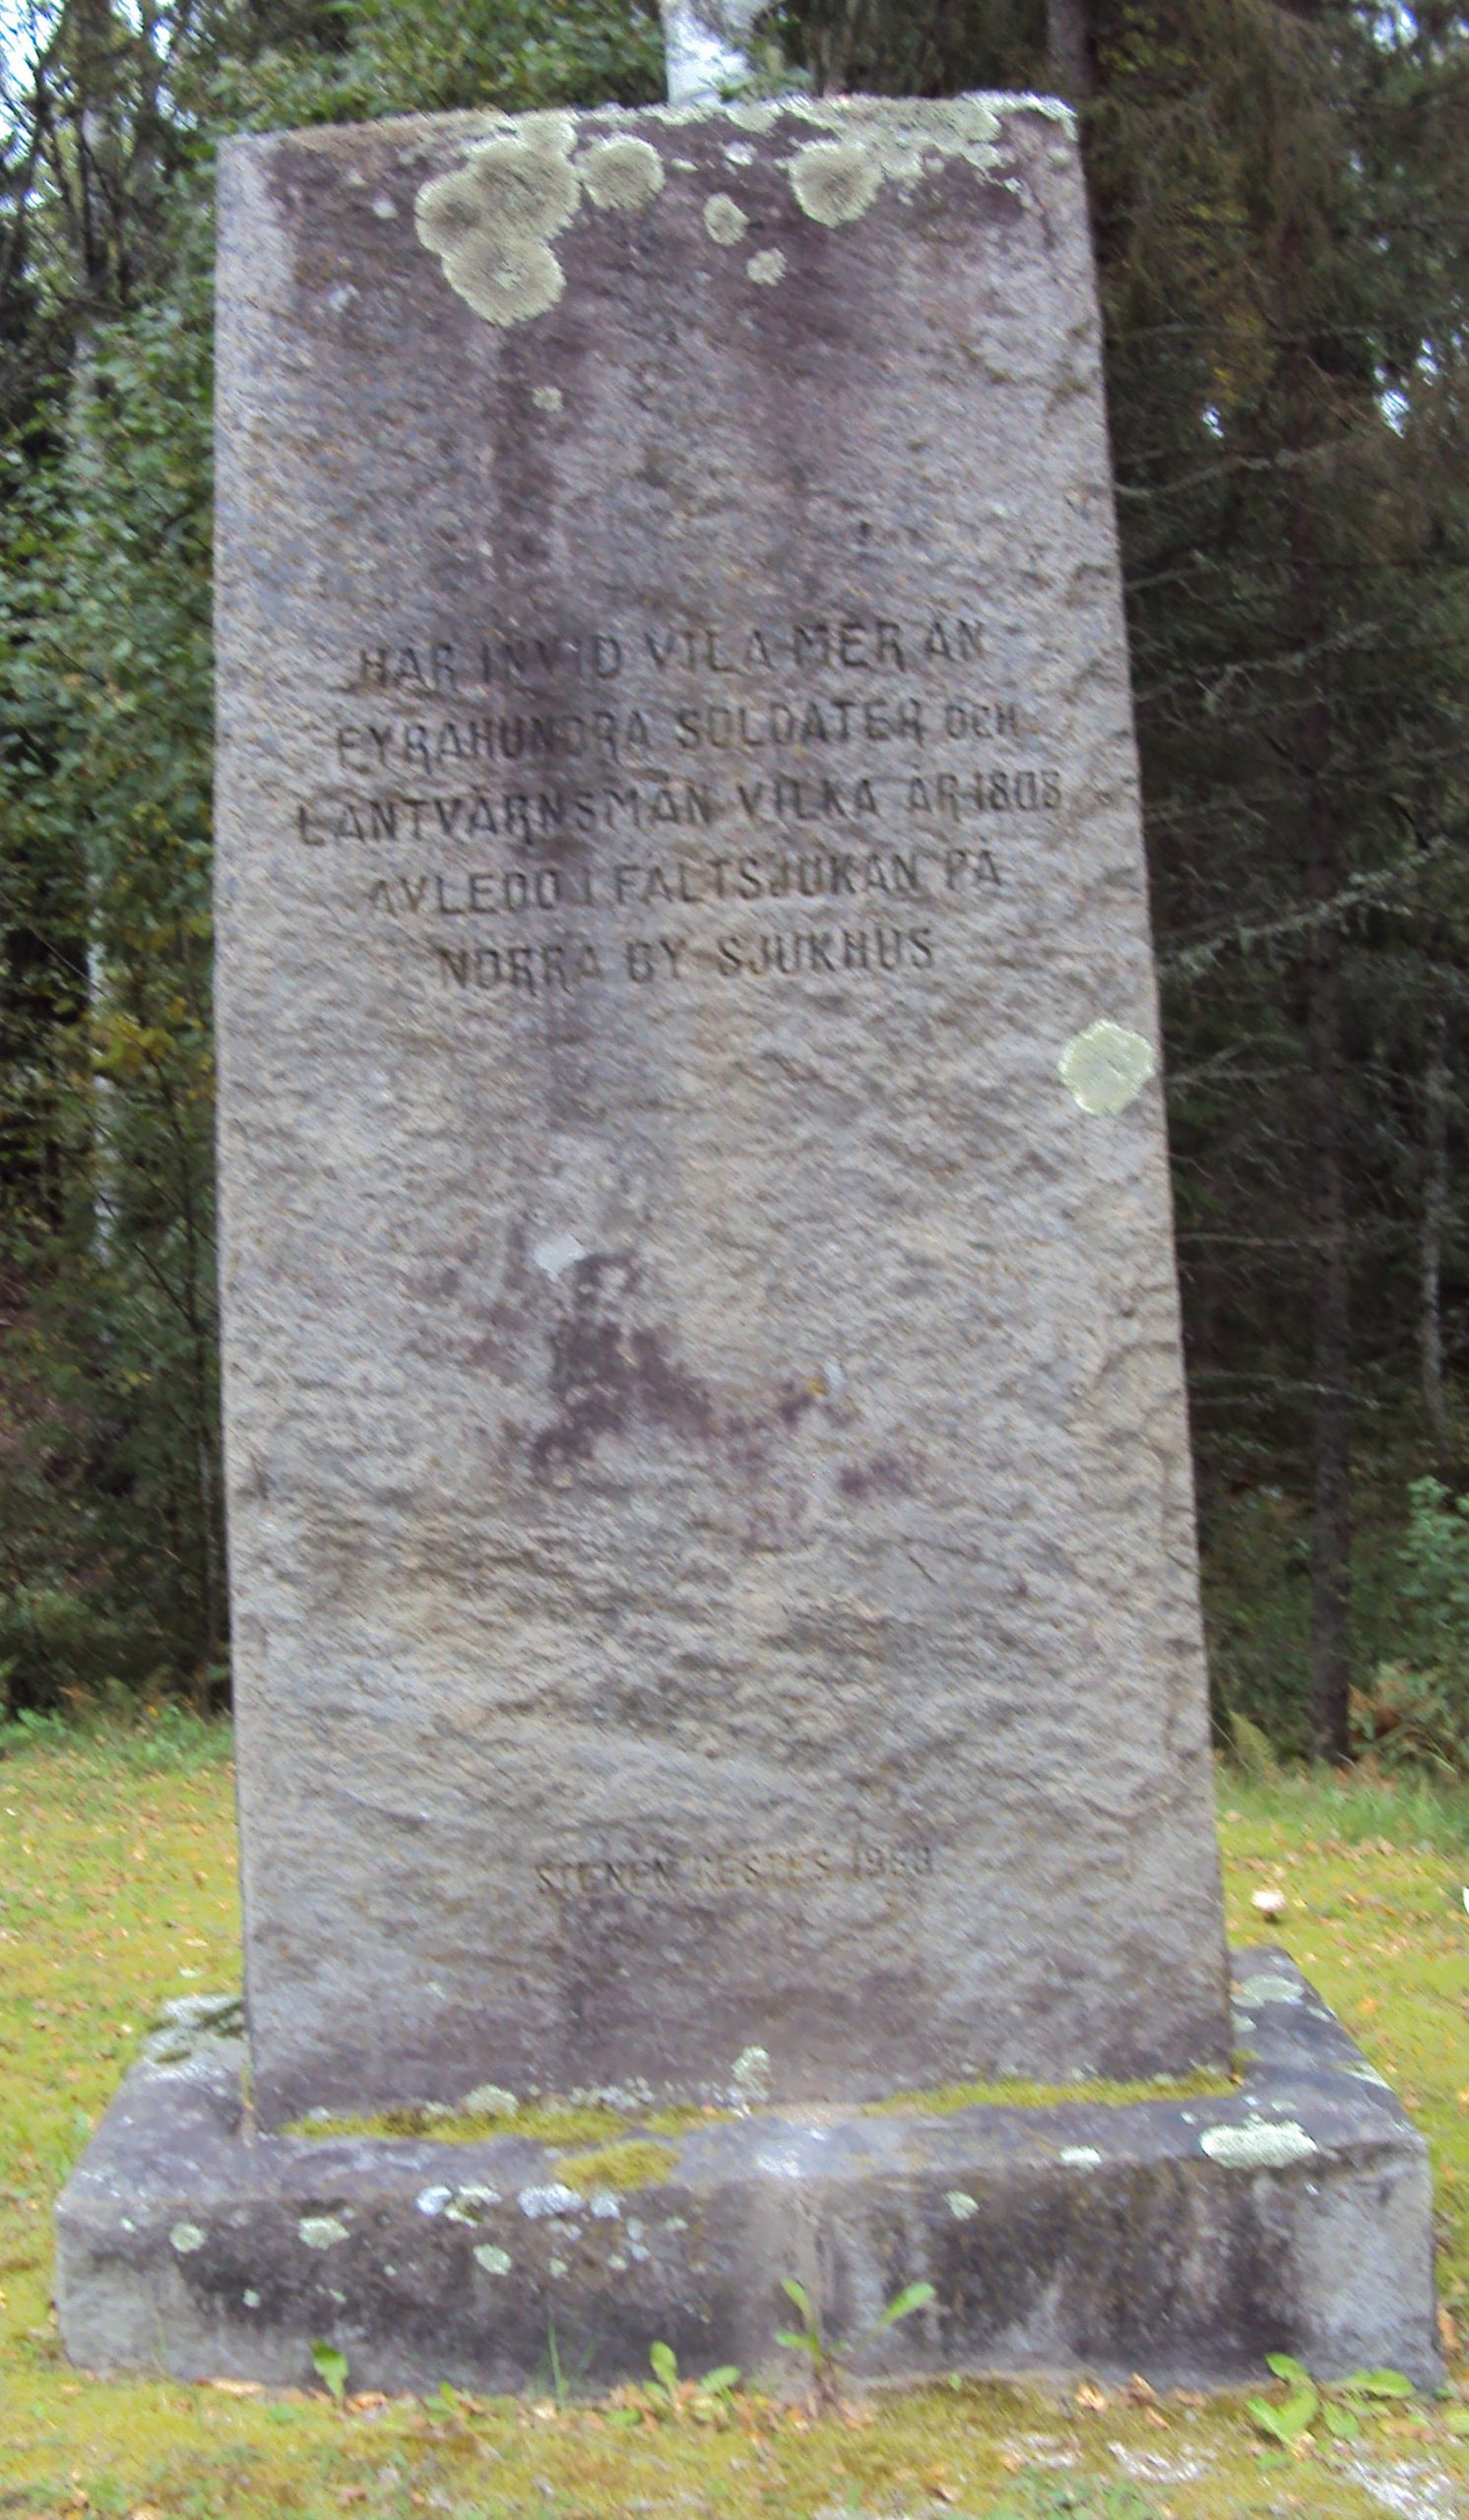 HÄR INVID VILA MER ÄN
FYRAHUNDRA SOLDATER OCH
LANTVÄRNSMÄN VILKA ÅR 1808
AVLEDO I FÄLTSJUKAN PÅ
NORRA BY SJUKHUS
STENEN RESTES